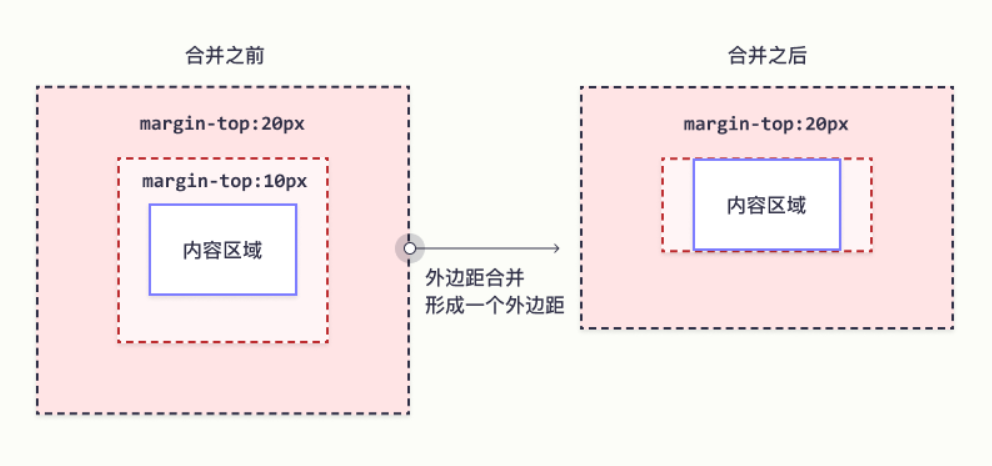 合并之前
合并之后
margin-top:20px
margin-top:20px
margin-top:10px
内容区域
内容区域
外边距合并
形成一个外边距